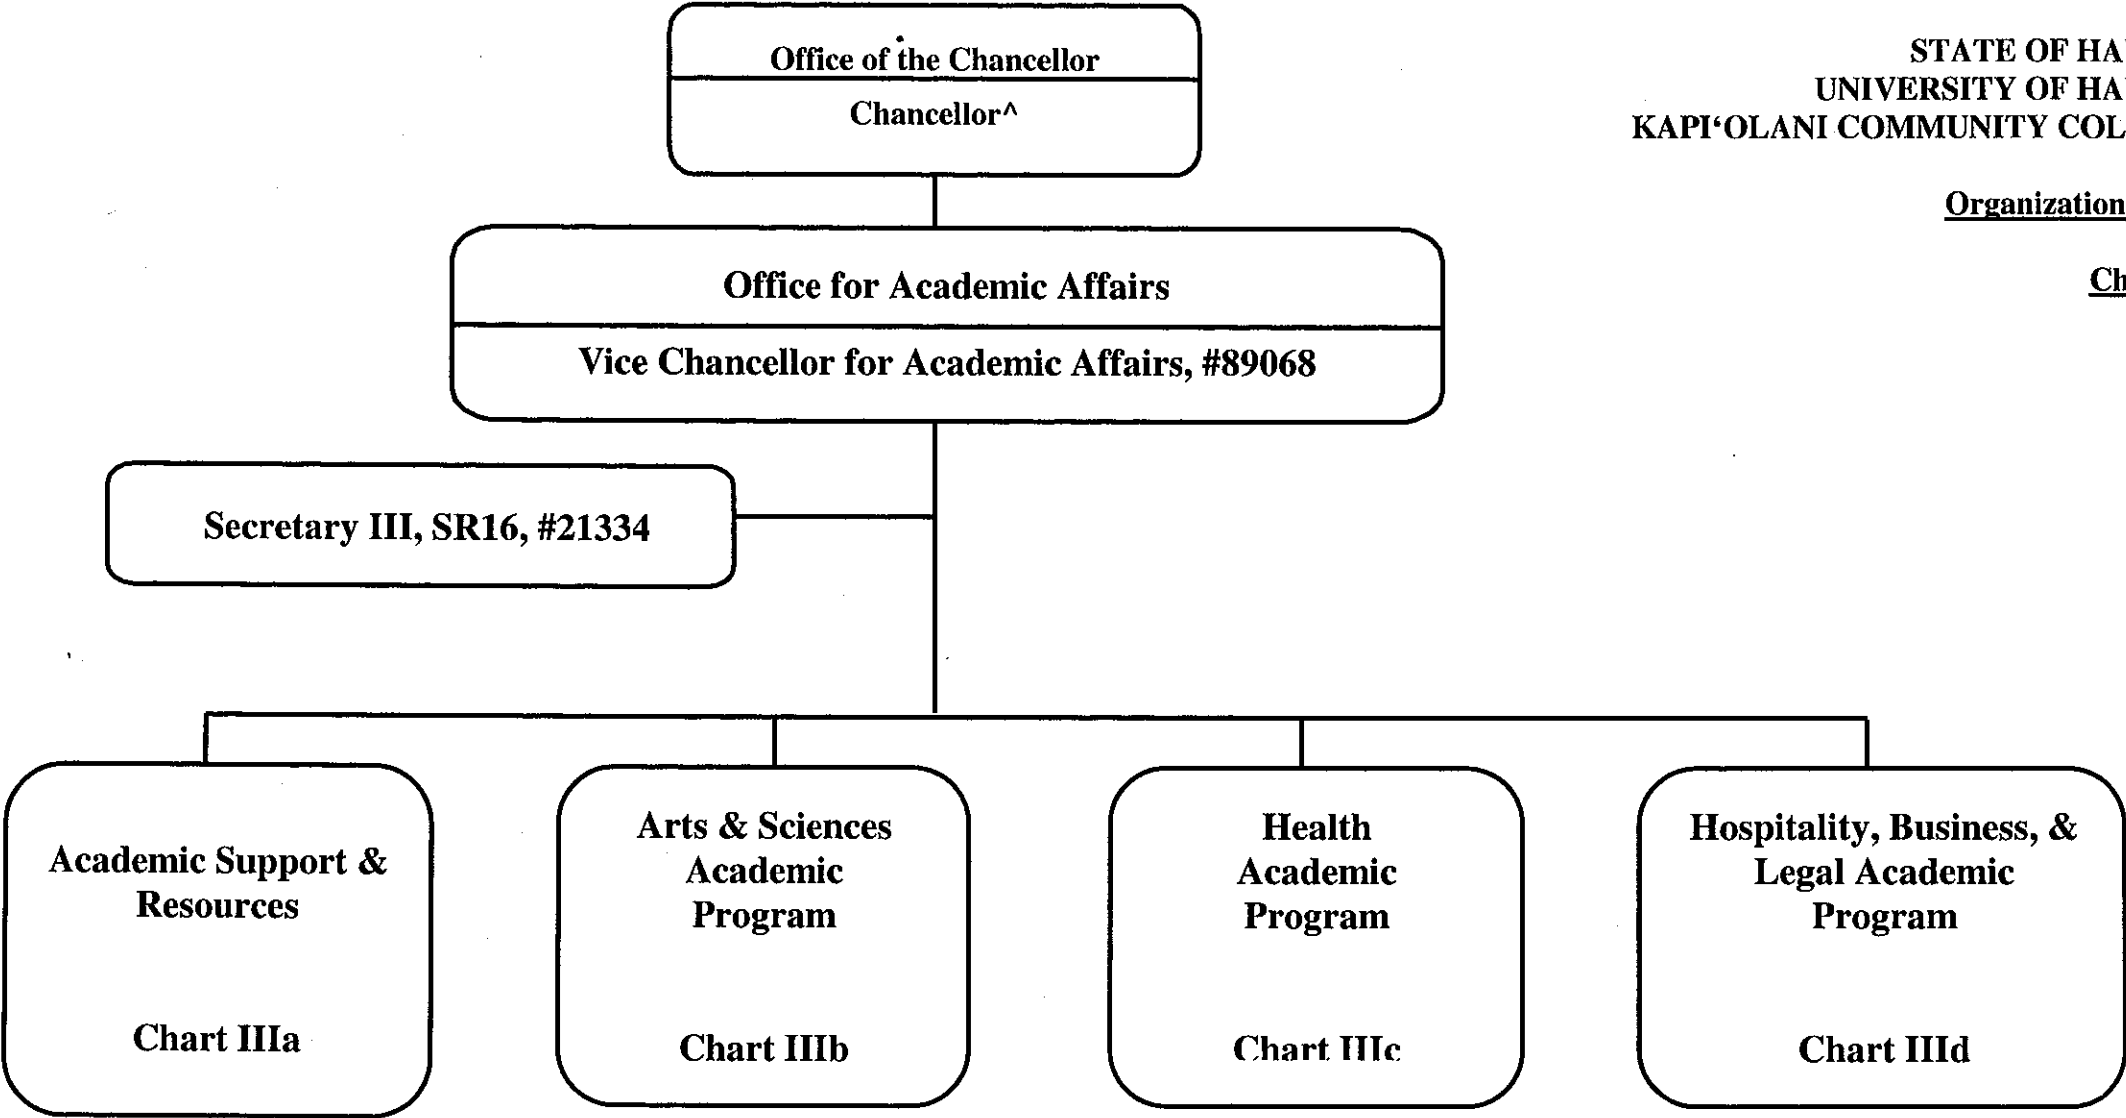 Office of the Chancellor
Chancellor^
STATE OF HA
UNIVERSITY OF HA
KAPI‘OLANI COMMUNITY COL
Organization
Ch
Office for Academic Affairs
Vice Chancellor for Academic Affairs, #89068
Secretary III, SR16, #21334
Academic Support &
Resources
Chart IIIa
Arts & Sciences
Academic
Program
Chart IIIb
Health
Academic
Program
Chart IIIc
Hospitality, Business, &
Legal Academic
Program
Chart IIId